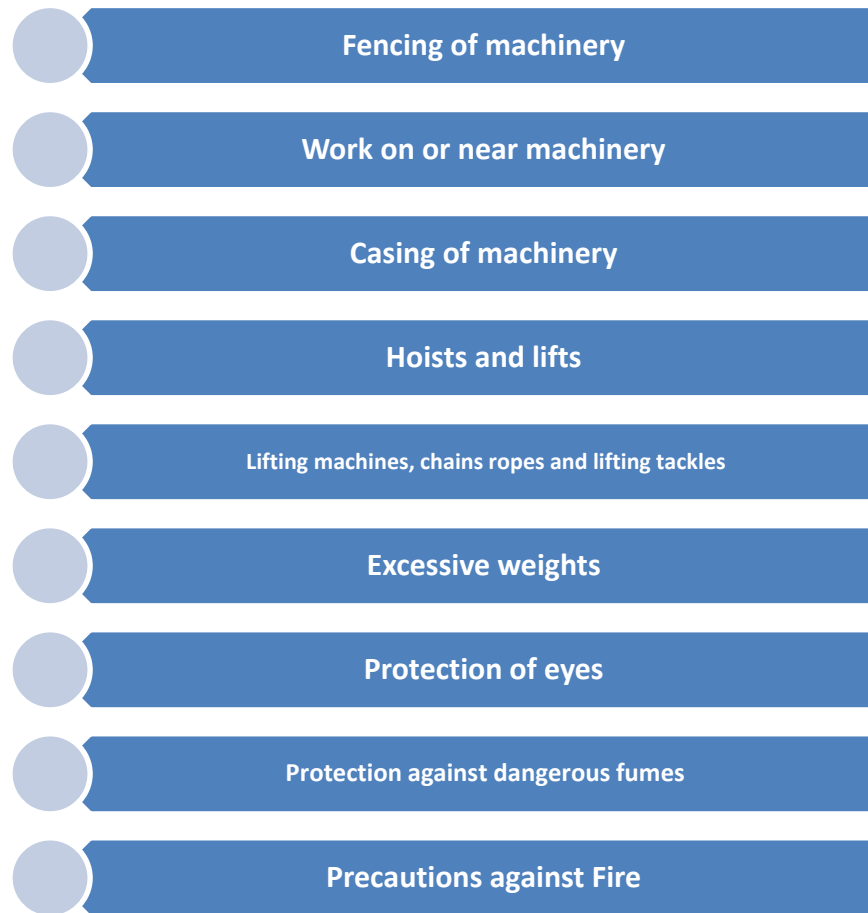 Fencing of machinery
Work on or near machinery
Casing of machinery
Hoists and lifts
Lifting machines, chains ropes and lifting tackles
Excessive weights
Protection of eyes
Protection against dangerous fumes
Precautions against Fire